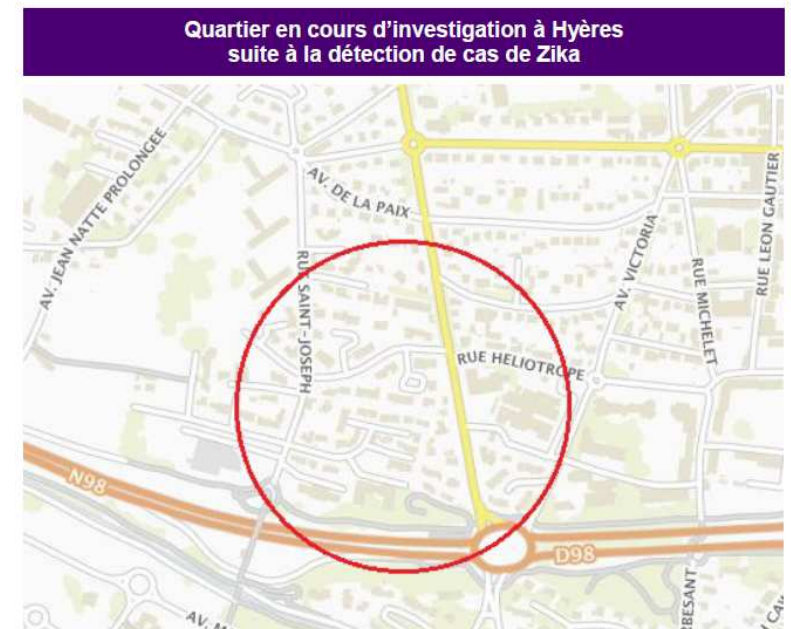 Quartier en cours d'investigation à Hyères
suite à la détection de cas de Zika
AV. JEAN NATTE PROLONGEE
AV. DE LA PAIX
RUE SAINT-JOSEPH
AV. VICTORIA
RUE MICHELET
RUE LEON GAUTIER
RUE HELIOTROPE
N98
D98
AV.